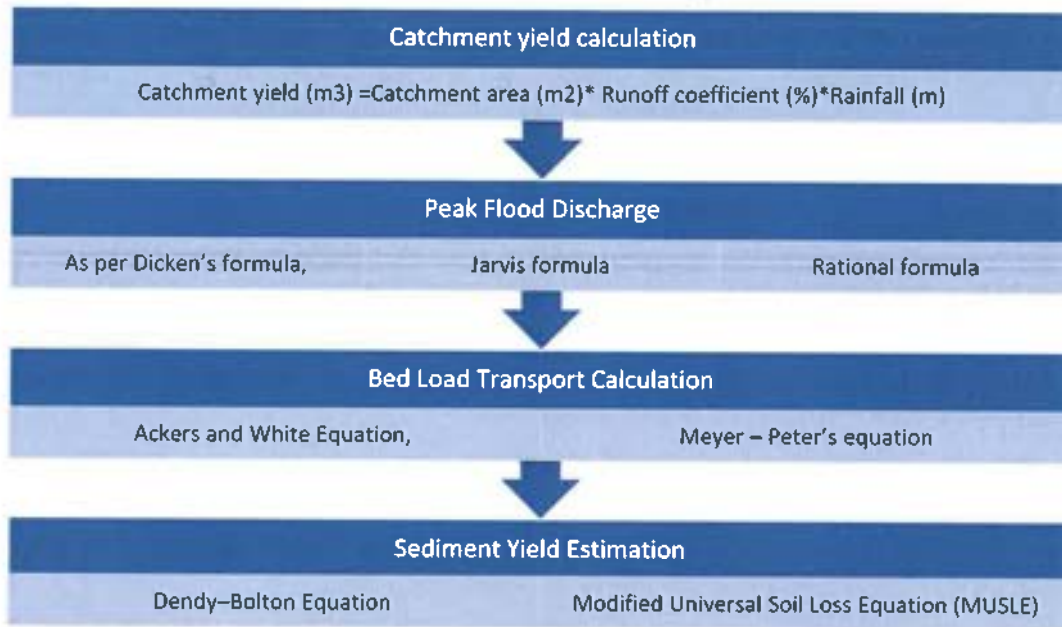 Catchment yield calculation
Catchment yield (m3) =Catchment area (m2)* Runoff coefficient (%)*Rainfall (m)
Peak Flood Discharge
As per Dicken's formula, Jarvis formula Rational formula
Bed Load Transport Calculation
Ackers and White Equation, Meyer – Peter's equation
Sediment Yield Estimation
Dendy–Bolton Equation Modified Universal Soil Loss Equation (MUSLE)